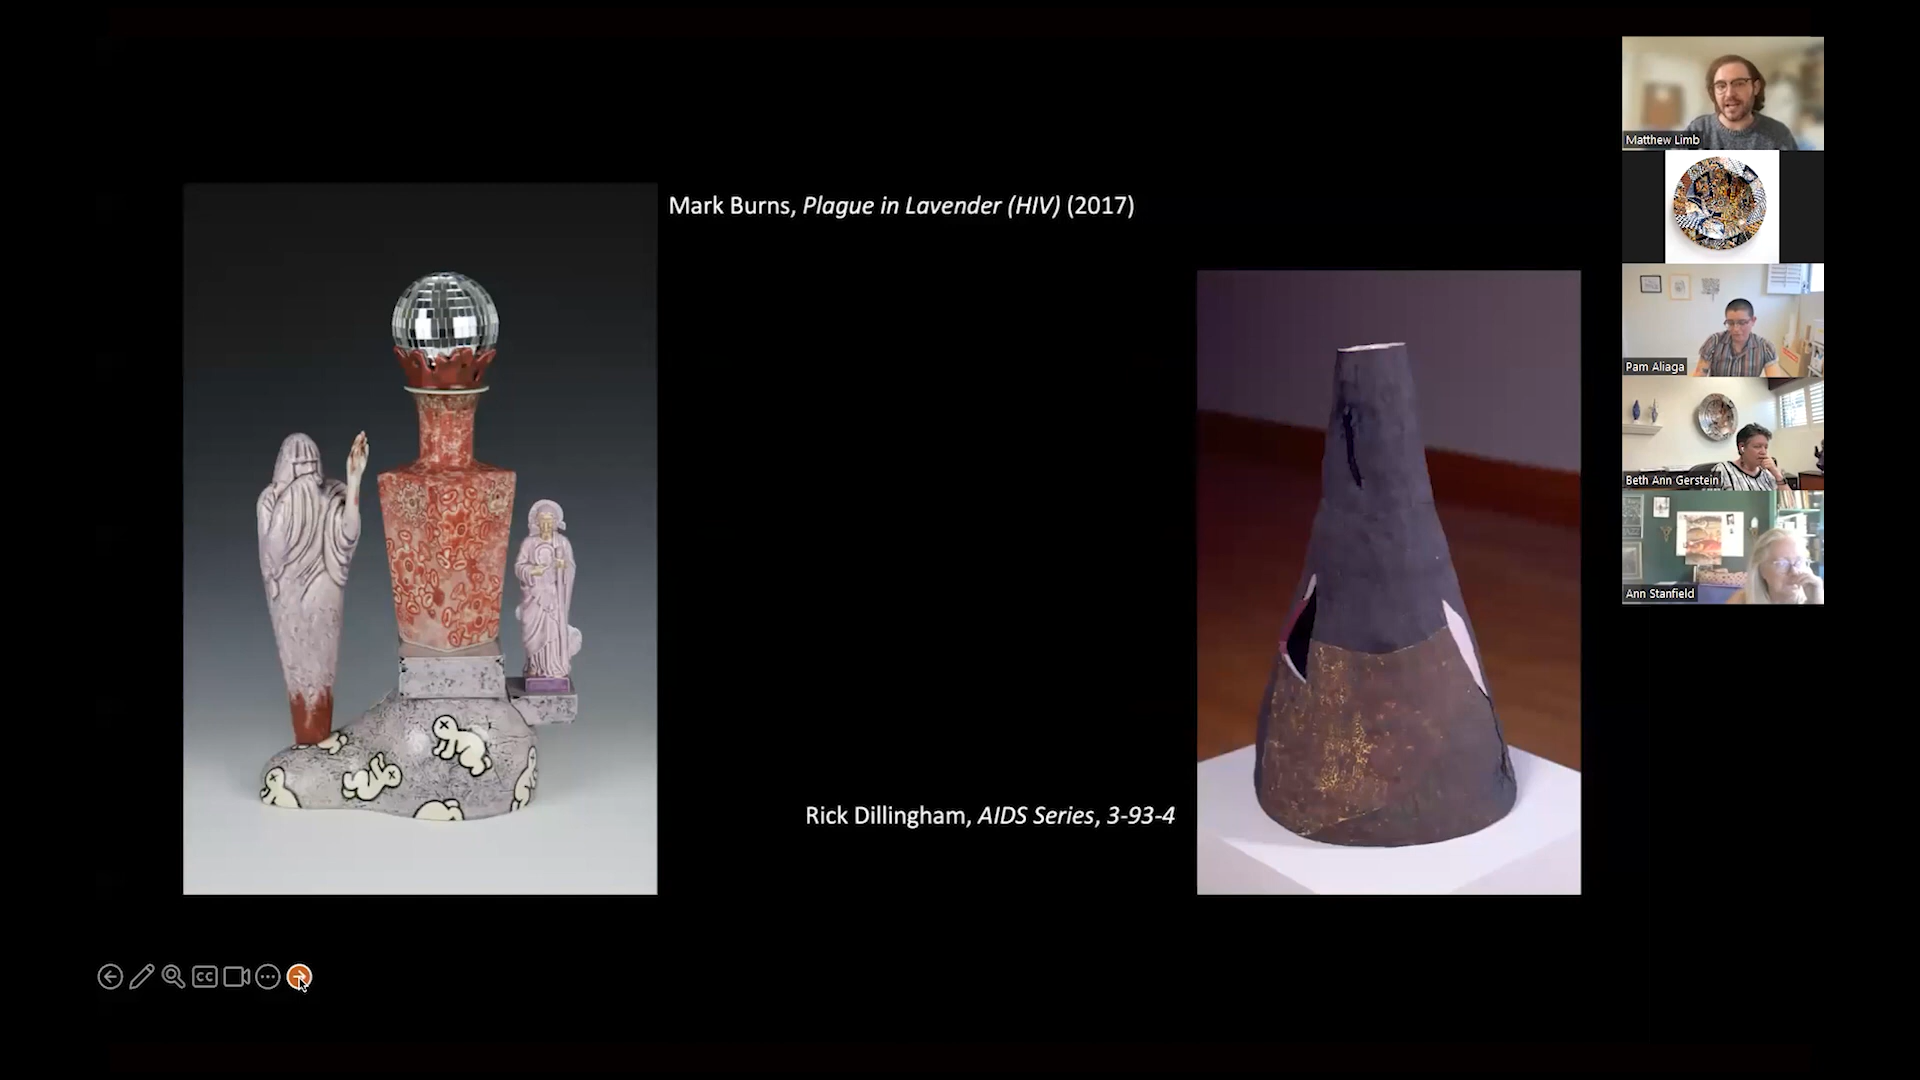 Mark Burns, Plague in Lavender (HIV) (2017)
Rick Dillingham, AIDS Series, 3-93-4
Matthew Limb
Pam Aliaga
Beth Ann Gerstein
Ann Stanfield
CC